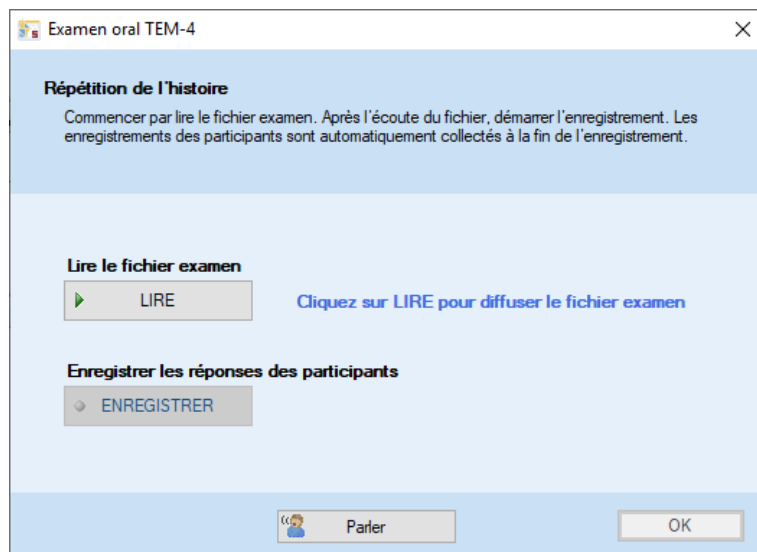 Examen oral TEM-4
Répétition de l'histoire
Commencer par lire le fichier examen. Après l'écoute du fichier, démarrer l'enregistrement. Les
enregistrements des participants sont automatiquement collectés à la fin de l'enregistrement.
Lire le fichier examen
LIRE
Cliquez sur LIRE pour diffuser le fichier examen
Enregistrer les réponses des participants
ENREGISTRER
Parler
OK